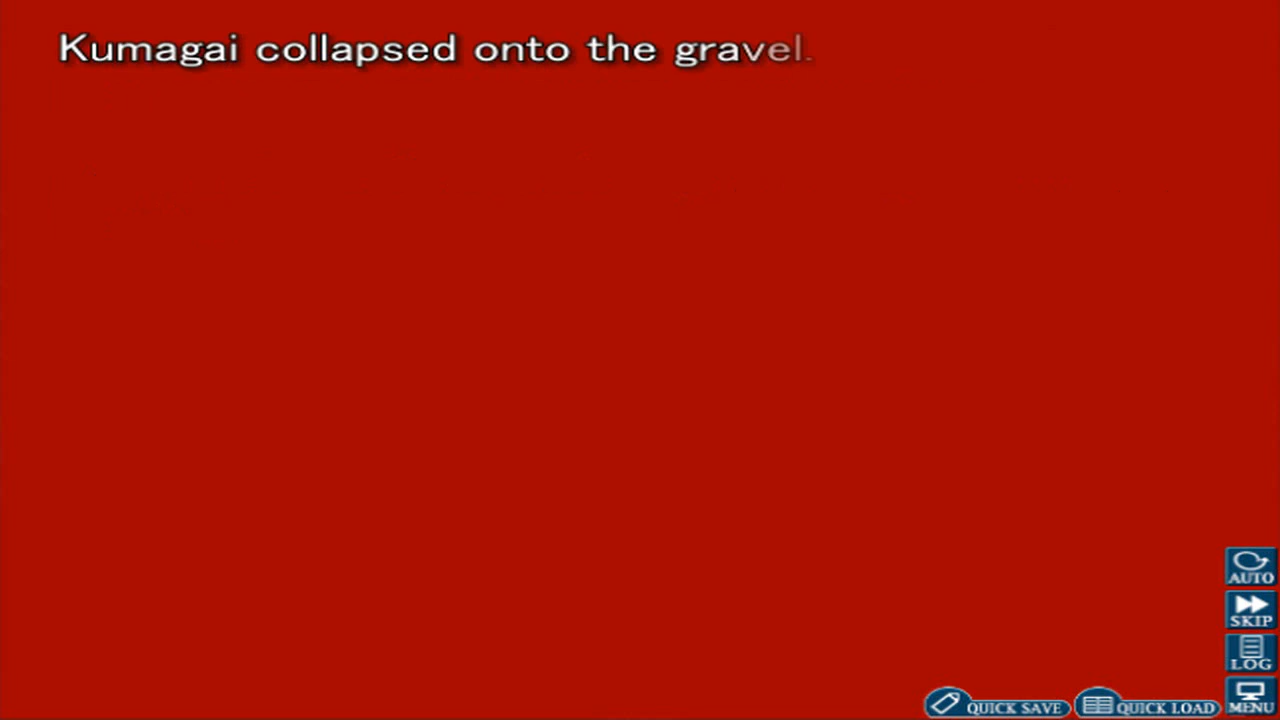 Kumagai collapsed onto the gravel.
AUTO
SKIP
LOG
QUICK SAVE
QUICK LOAD
MENU